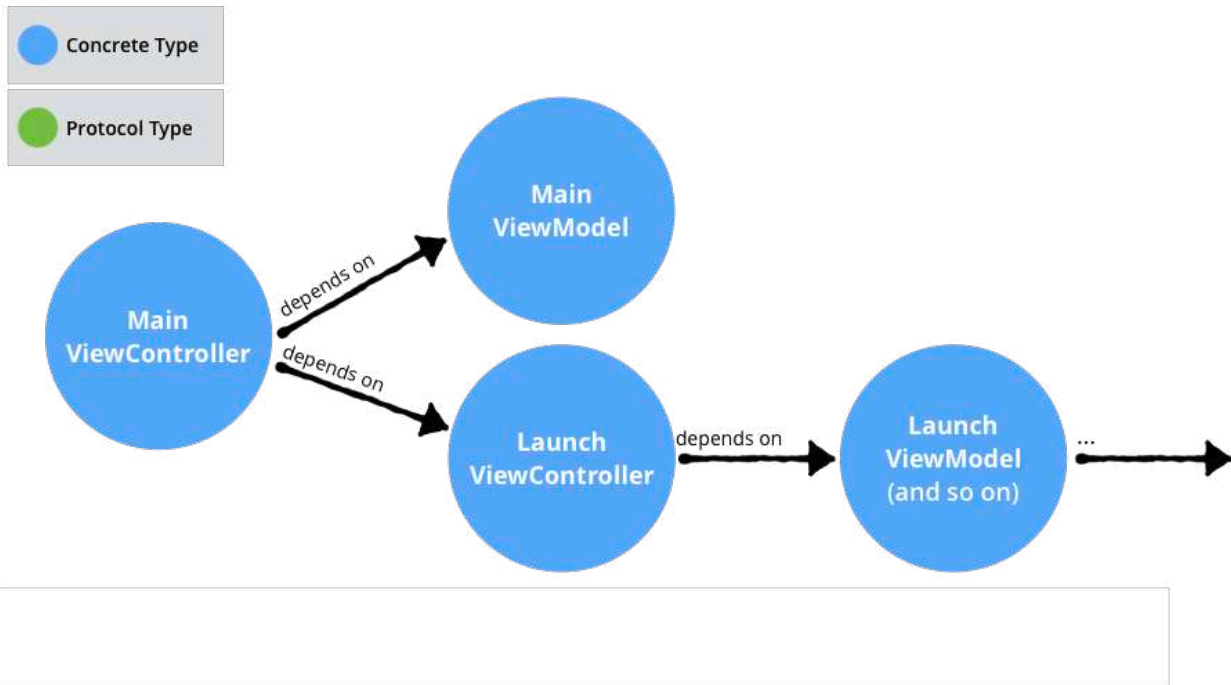 Concrete Type
Protocol Type
Main
ViewModel
depends on
Main
ViewController
depends on
Launch
ViewController
depends on
Launch
ViewModel
(and so on)
...